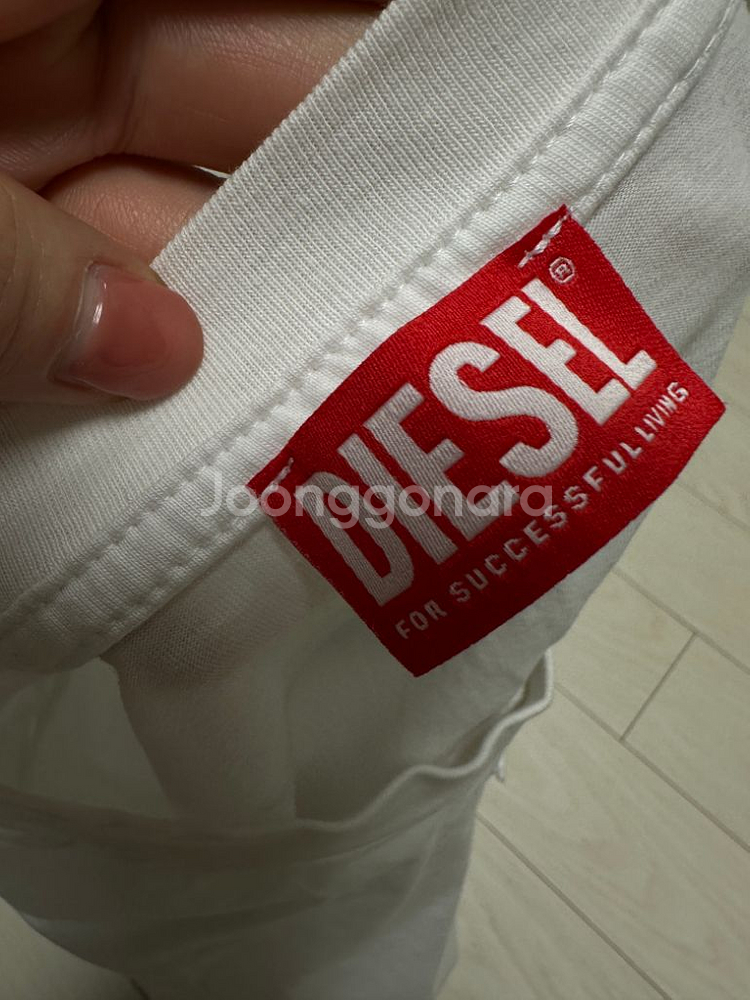 DIESEL®
FOR SUCCESSFUL LIVING
Joonggonara